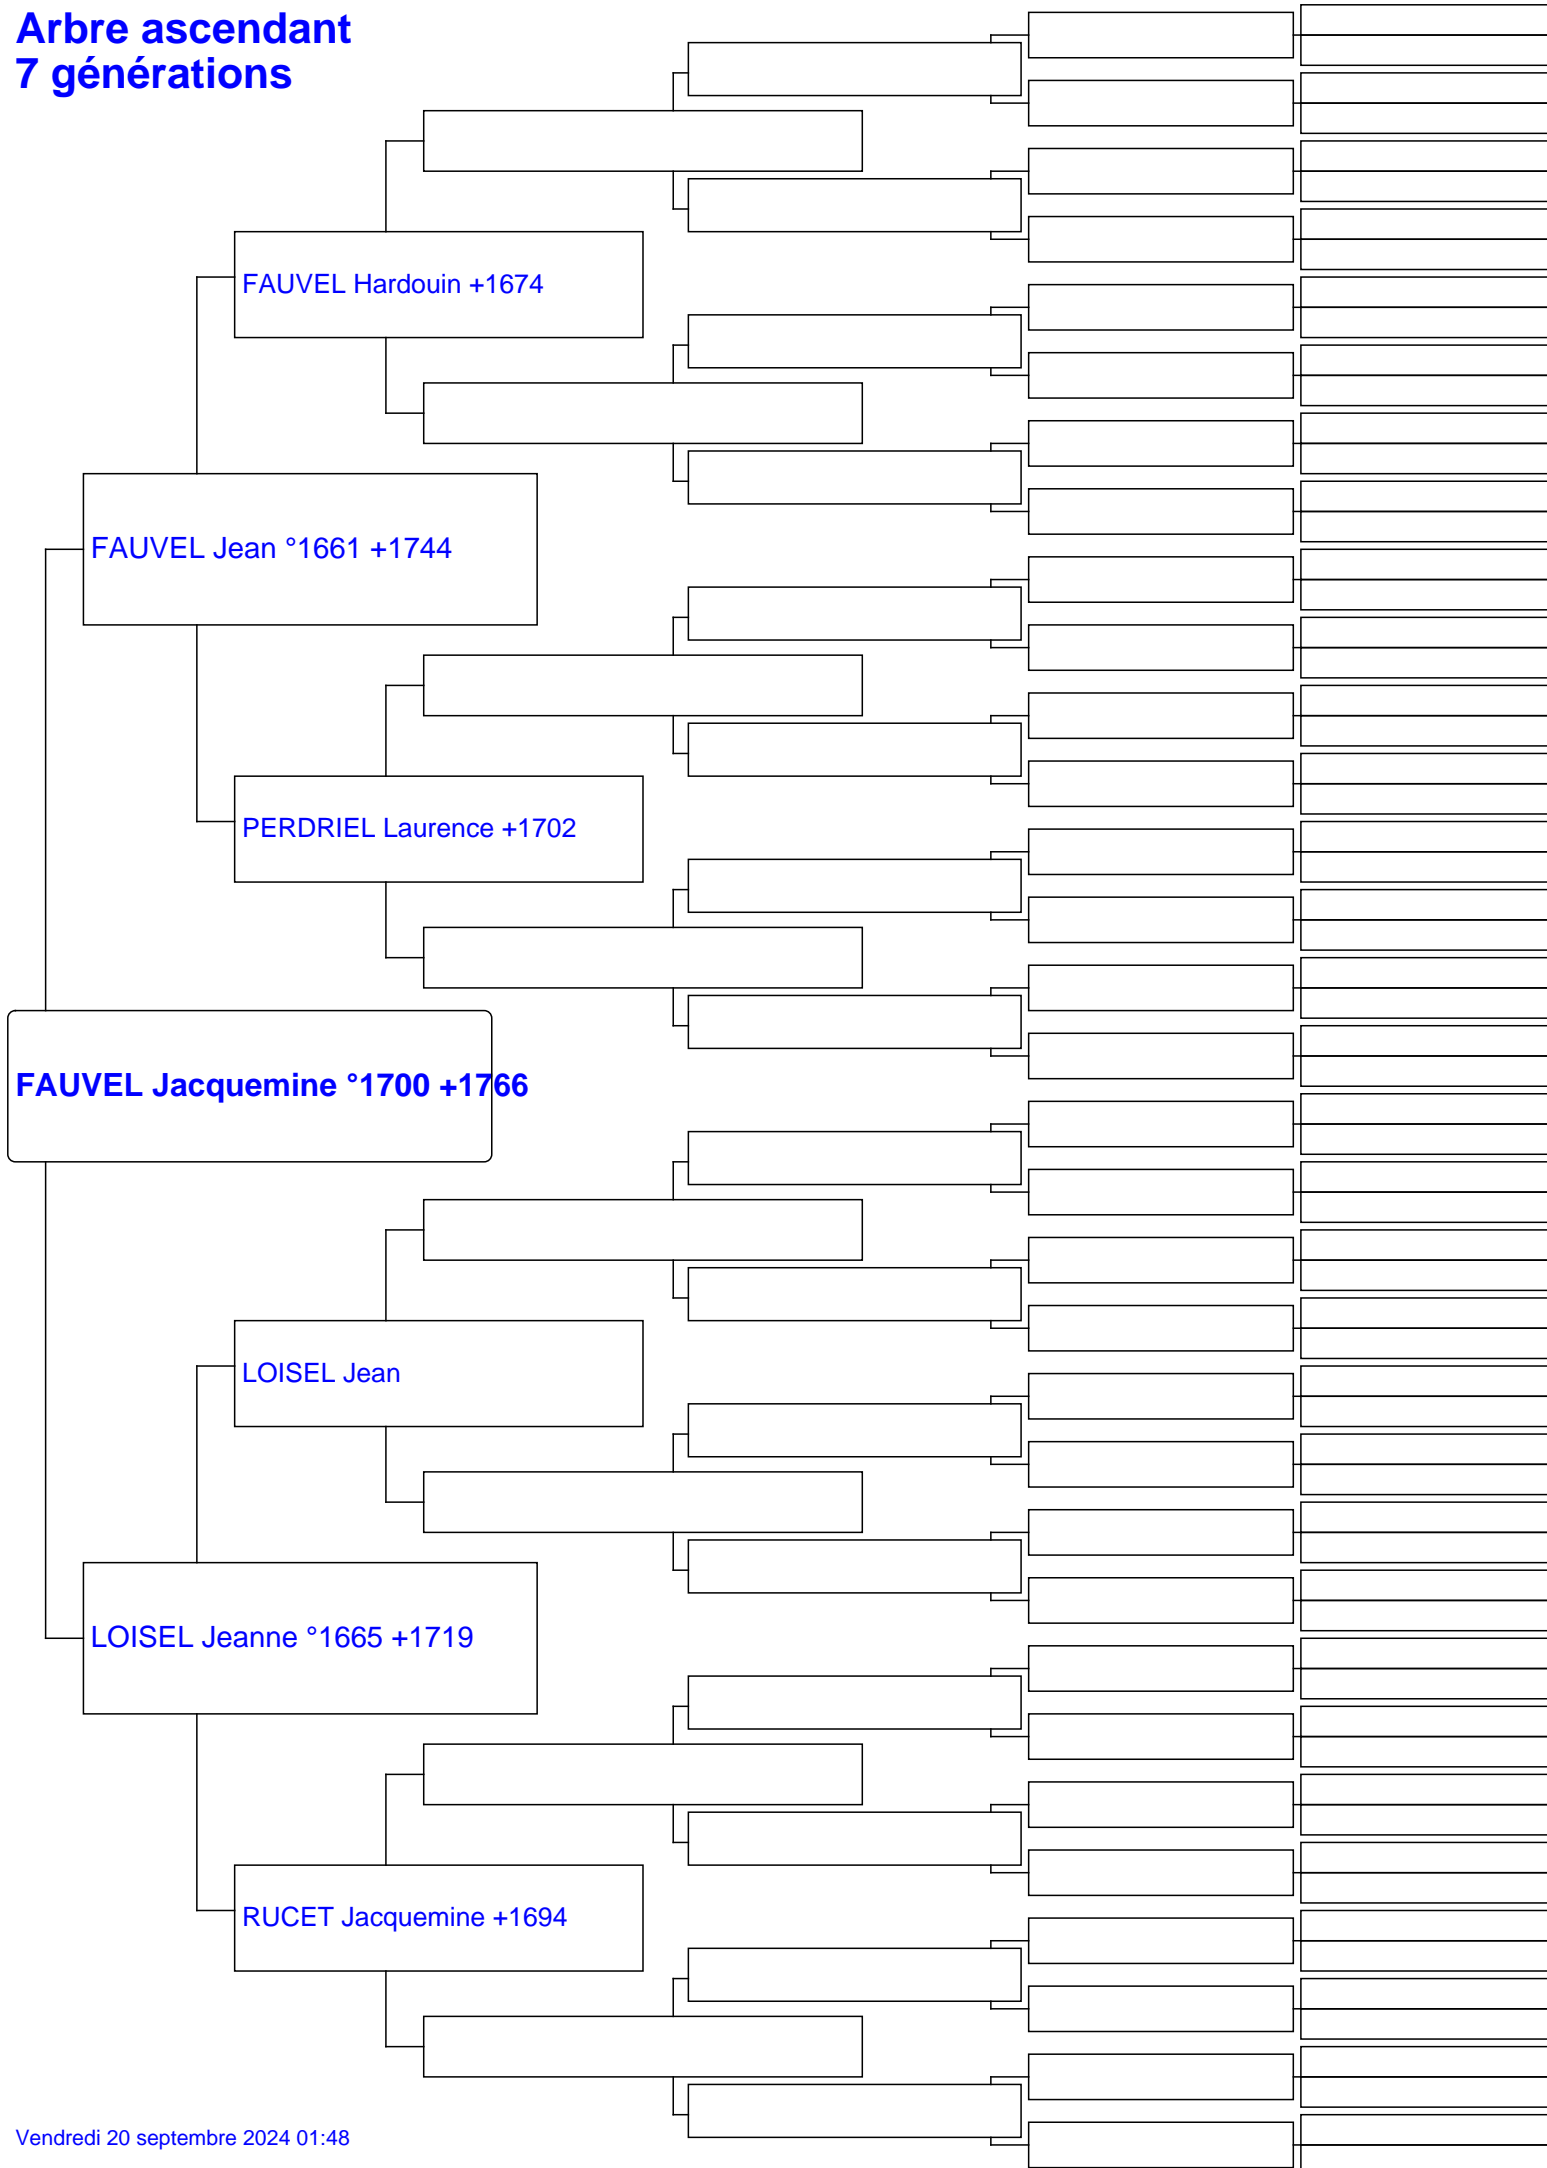 Arbre ascendant
7 générations
FAUVEL Hardouin +1674
FAUVEL Jean °1661 +1744
PERDRIEL Laurence +1702
FAUVEL Jacquemine °1700 +1766
LOISEL Jean
LOISEL Jeanne °1665 +1719
RUCET Jacquemine +1694
Vendredi 20 septembre 2024 01:48